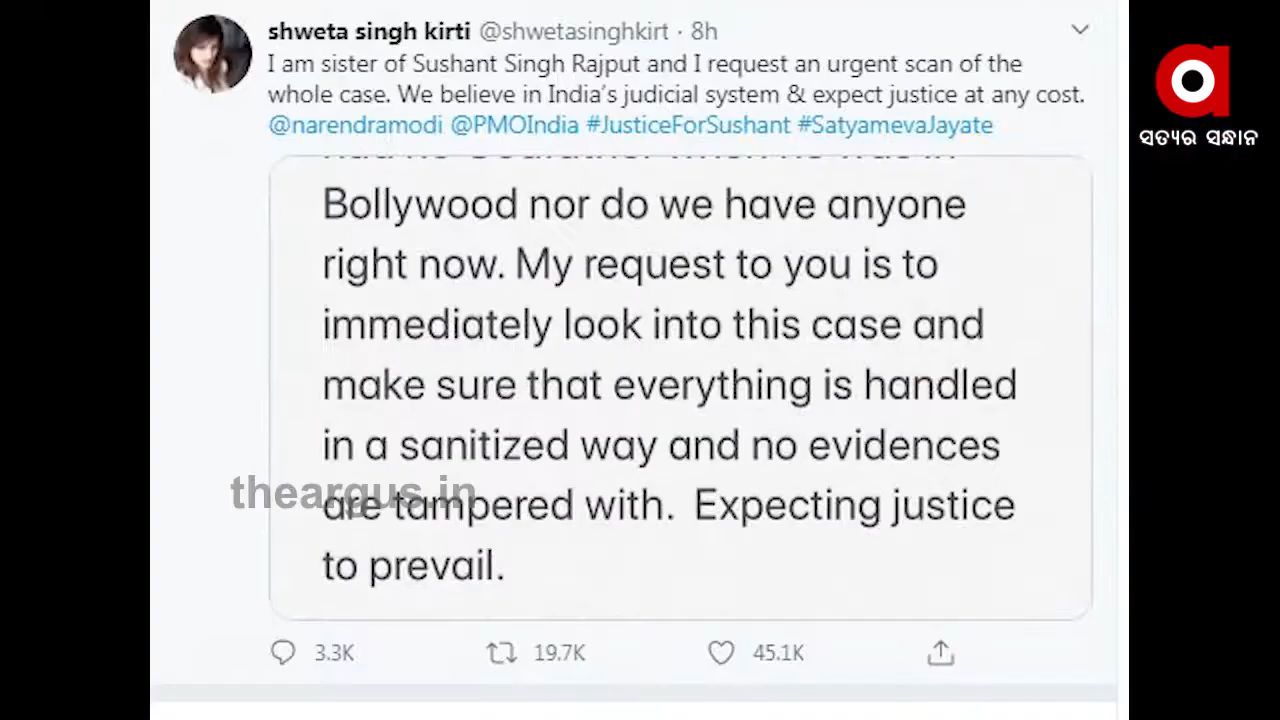 shweta singh kirti @shwetasinghkirt · 8h
I am sister of Sushant Singh Rajput and I request an urgent scan of the
whole case. We believe in India's judicial system & expect justice at any cost.
@narendramodi @PMOIndia #JusticeForSushant #SatyamevaJayate
Bollywood nor do we have anyone
right now. My request to you is to
immediately look into this case and
make sure that everything is handled
in a sanitized way and no evidences
are tampered with. Expecting justice
to prevail.
3.3K 19.7K 45.1K
theargus.in
ସତ୍ୟର ସନ୍ଧାନ